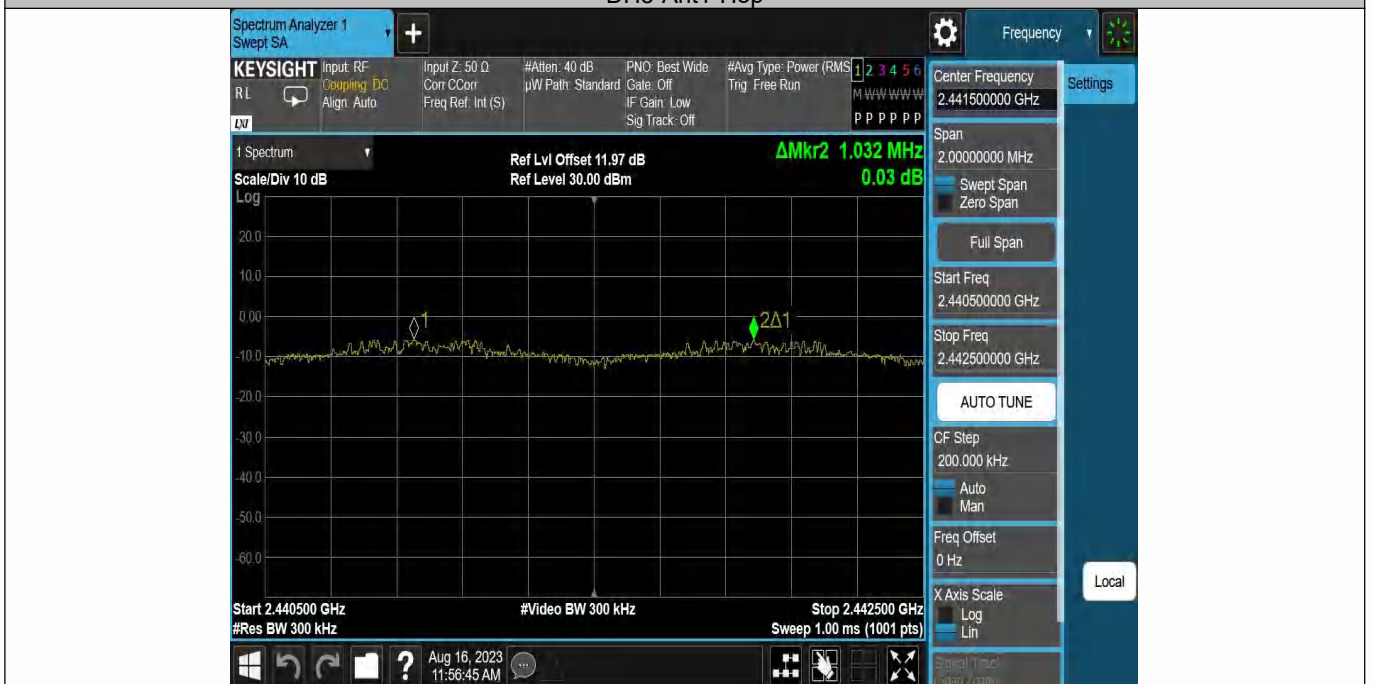 Spectrum Analyzer 1
Swept SA
Frequency
KEYSIGHT
RL
LXI
Input: RF
Coupling: DC
Align: Auto
Input Z: 50 Ω
Corr CCorr
Freq Ref: Int (S)
#Atten: 40 dB
µW Path: Standard
PNO: Best Wide
Gate: Off
IF Gain: Low
Sig Track: Off
#Avg Type: Power (RMS
Trig: Free Run
1 2 3 4 5 6
M W W W W W
P P P P P P
Center Frequency
2.441500000 GHz
Settings
Span
2.00000000 MHz
Swept Span
Zero Span
Full Span
Start Freq
2.440500000 GHz
Stop Freq
2.442500000 GHz
AUTO TUNE
CF Step
200.000 kHz
Auto
Man
Freq Offset
0 Hz
X Axis Scale
Log
Lin
Local
1 Spectrum
Scale/Div 10 dB
Log
Ref Lvl Offset 11.97 dB
Ref Level 30.00 dBm
ΔMkr2 1.032 MHz
0.03 dB
20.0
10.0
0.00
-10.0
-20.0
-30.0
-40.0
-50.0
-60.0
1
2Δ1
Start 2.440500 GHz
#Res BW 300 kHz
#Video BW 300 kHz
Stop 2.442500 GHz
Sweep 1.00 ms (1001 pts)
Aug 16, 2023
11:56:45 AM